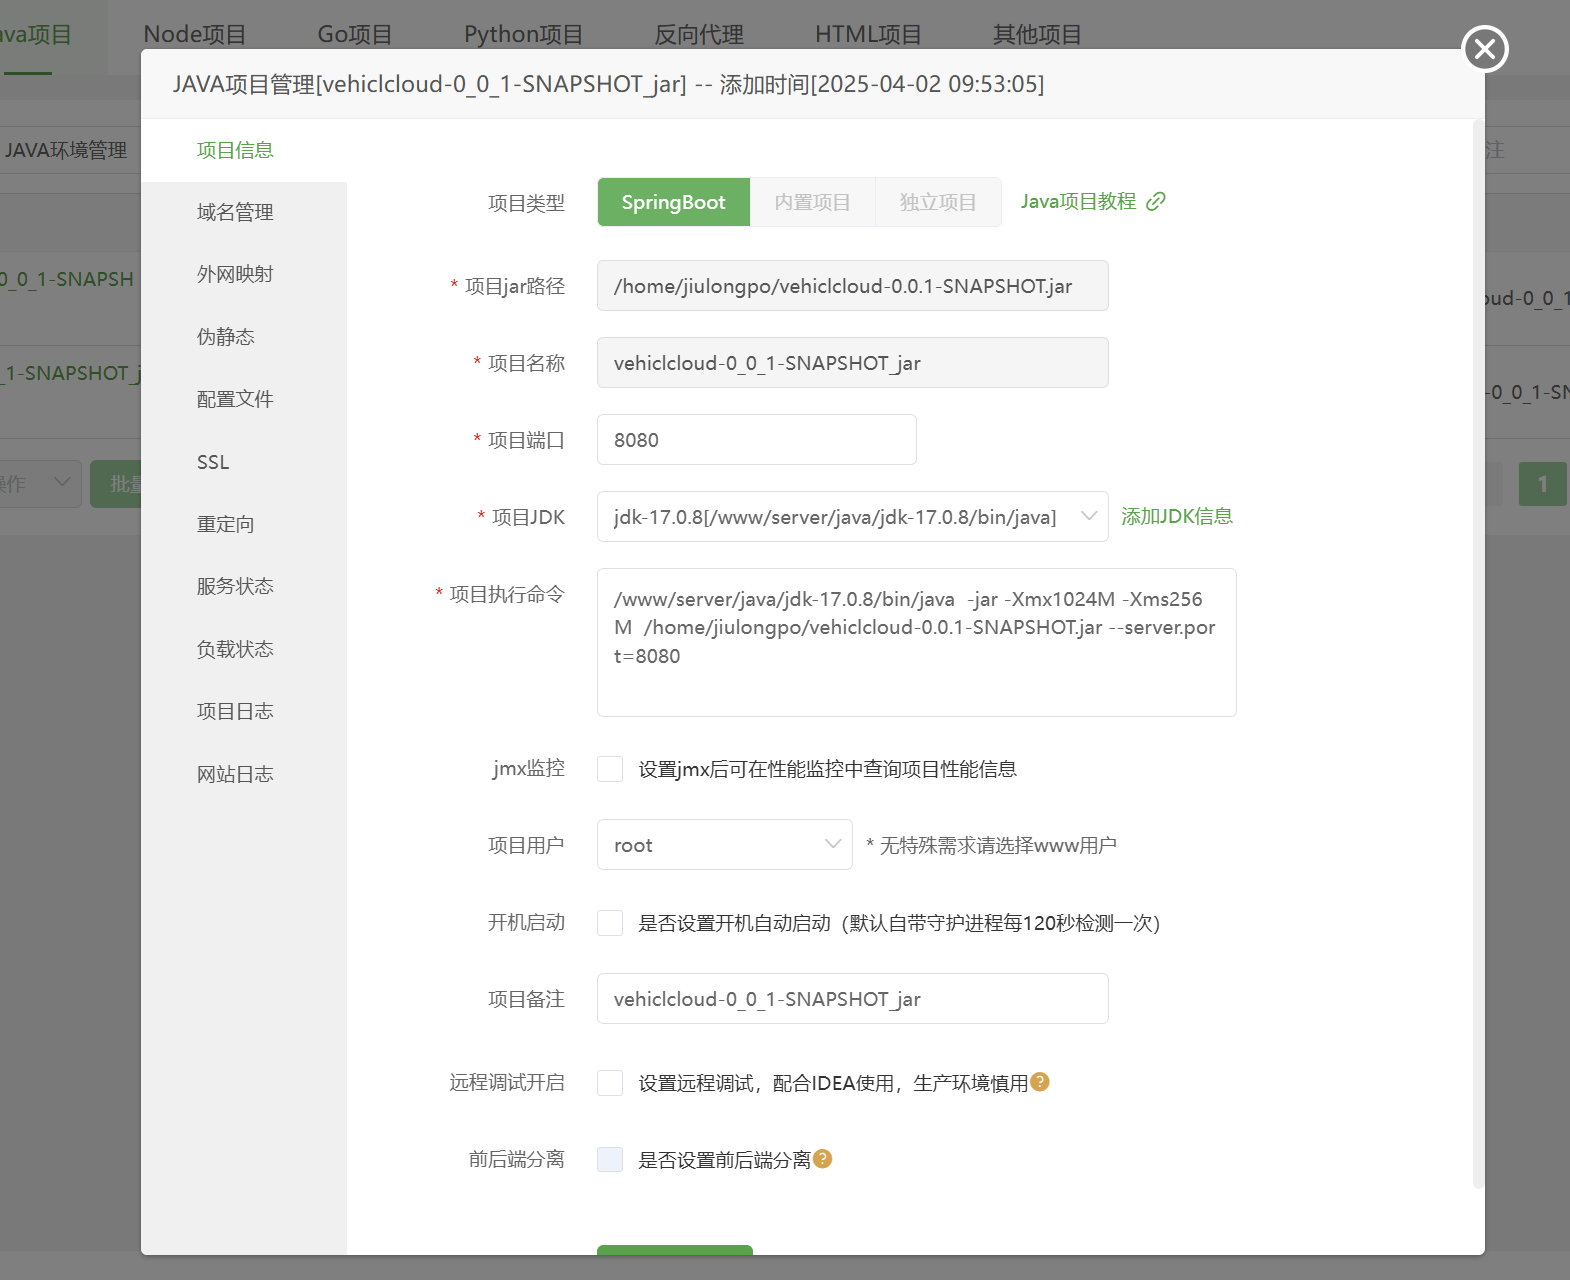 ava项目
Node项目
Go项目
Python项目
反向代理
HTML项目
其他项目
JAVA项目管理[vehiclcloud-0_0_1-SNAPSHOT_jar] -- 添加时间[2025-04-02 09:53:05]
JAVA环境管理
注
0_0_1-SNAPSH
oud-0_0_1
_1-SNAPSHOT_j
-0_0_1-SN
操作
批量
1
项目信息
域名管理
外网映射
伪静态
配置文件
SSL
重定向
服务状态
负载状态
项目日志
网站日志
项目类型
SpringBoot
内置项目
独立项目
Java项目教程
* 项目jar路径
/home/jiulongpo/vehiclcloud-0.0.1-SNAPSHOT.jar
* 项目名称
vehiclcloud-0_0_1-SNAPSHOT_jar
* 项目端口
8080
* 项目JDK
jdk-17.0.8[/www/server/java/jdk-17.0.8/bin/java]
添加JDK信息
* 项目执行命令
/www/server/java/jdk-17.0.8/bin/java  -jar -Xmx1024M -Xms256
M  /home/jiulongpo/vehiclcloud-0.0.1-SNAPSHOT.jar --server.por
t=8080
jmx监控
设置jmx后可在性能监控中查询项目性能信息
项目用户
root
* 无特殊需求请选择www用户
开机启动
是否设置开机自动启动（默认自带守护进程每120秒检测一次）
项目备注
vehiclcloud-0_0_1-SNAPSHOT_jar
远程调试开启
设置远程调试，配合IDEA使用，生产环境慎用
?
前后端分离
是否设置前后端分离
?